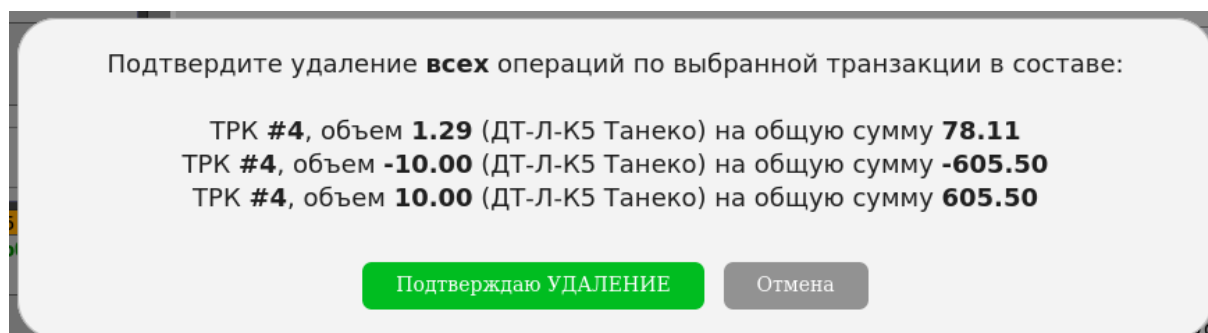 Подтвердите удаление всех операций по выбранной транзакции в составе:
ТРК #4, объем 1.29 (ДТ-Л-К5 Танеко) на общую сумму 78.11
ТРК #4, объем -10.00 (ДТ-Л-К5 Танеко) на общую сумму -605.50
ТРК #4, объем 10.00 (ДТ-Л-К5 Танеко) на общую сумму 605.50
Подтверждаю УДАЛЕНИЕ
Отмена